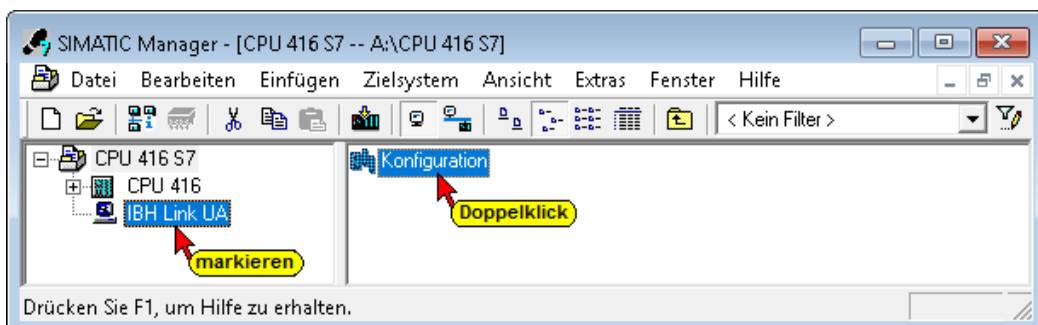 SIMATIC Manager - [CPU 416 S7 -- A:\CPU 416 S7]
Datei Bearbeiten Einfügen Zielsystem Ansicht Extras Fenster Hilfe
< Kein Filter >
CPU 416 S7
CPU 416
IBH Link UA
markieren
Konfiguration
Doppelklick
Drücken Sie F1, um Hilfe zu erhalten.